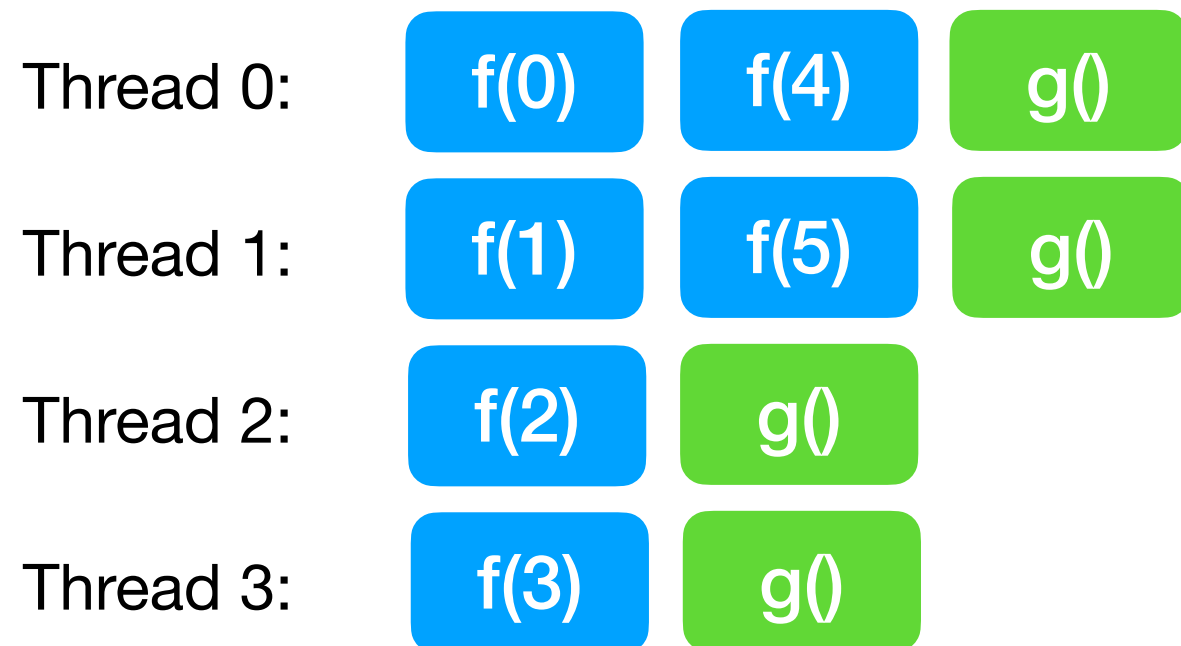 Thread 0: f(0) f(4) g()
Thread 1: f(1) f(5) g()
Thread 2: f(2) g()
Thread 3: f(3) g()